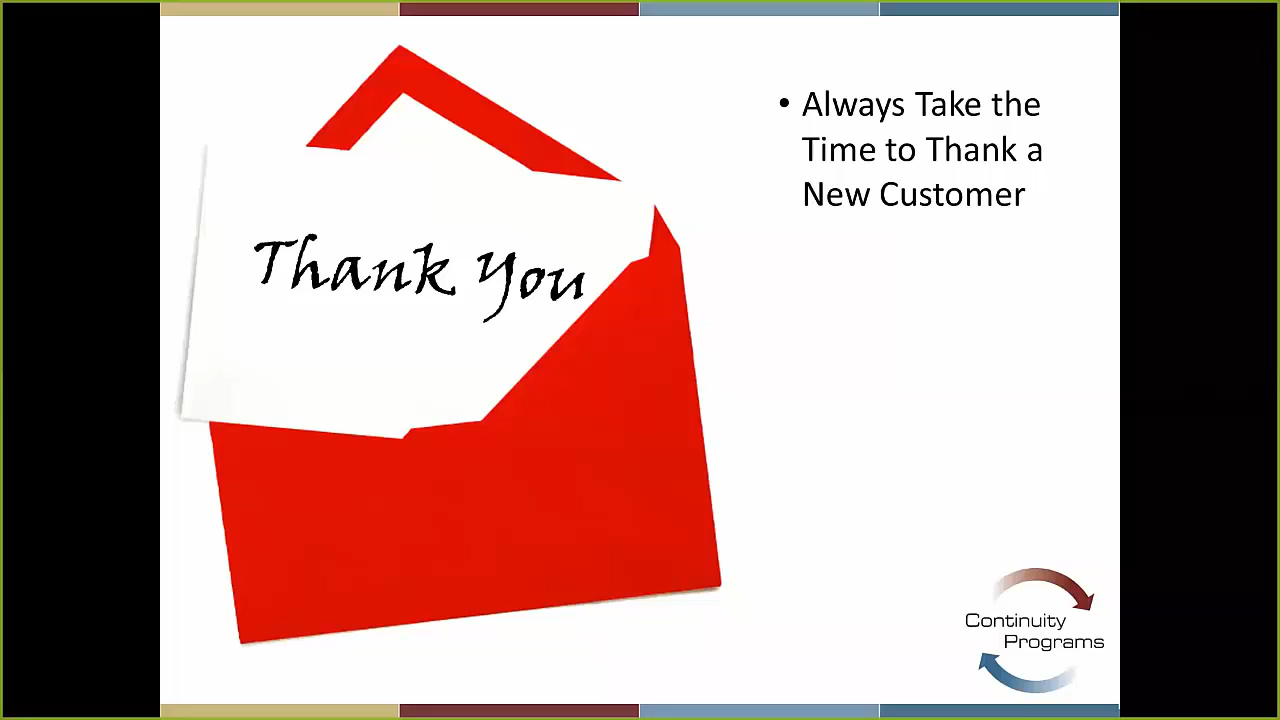 Thank You
• Always Take the
Time to Thank a
New Customer
Continuity
Programs